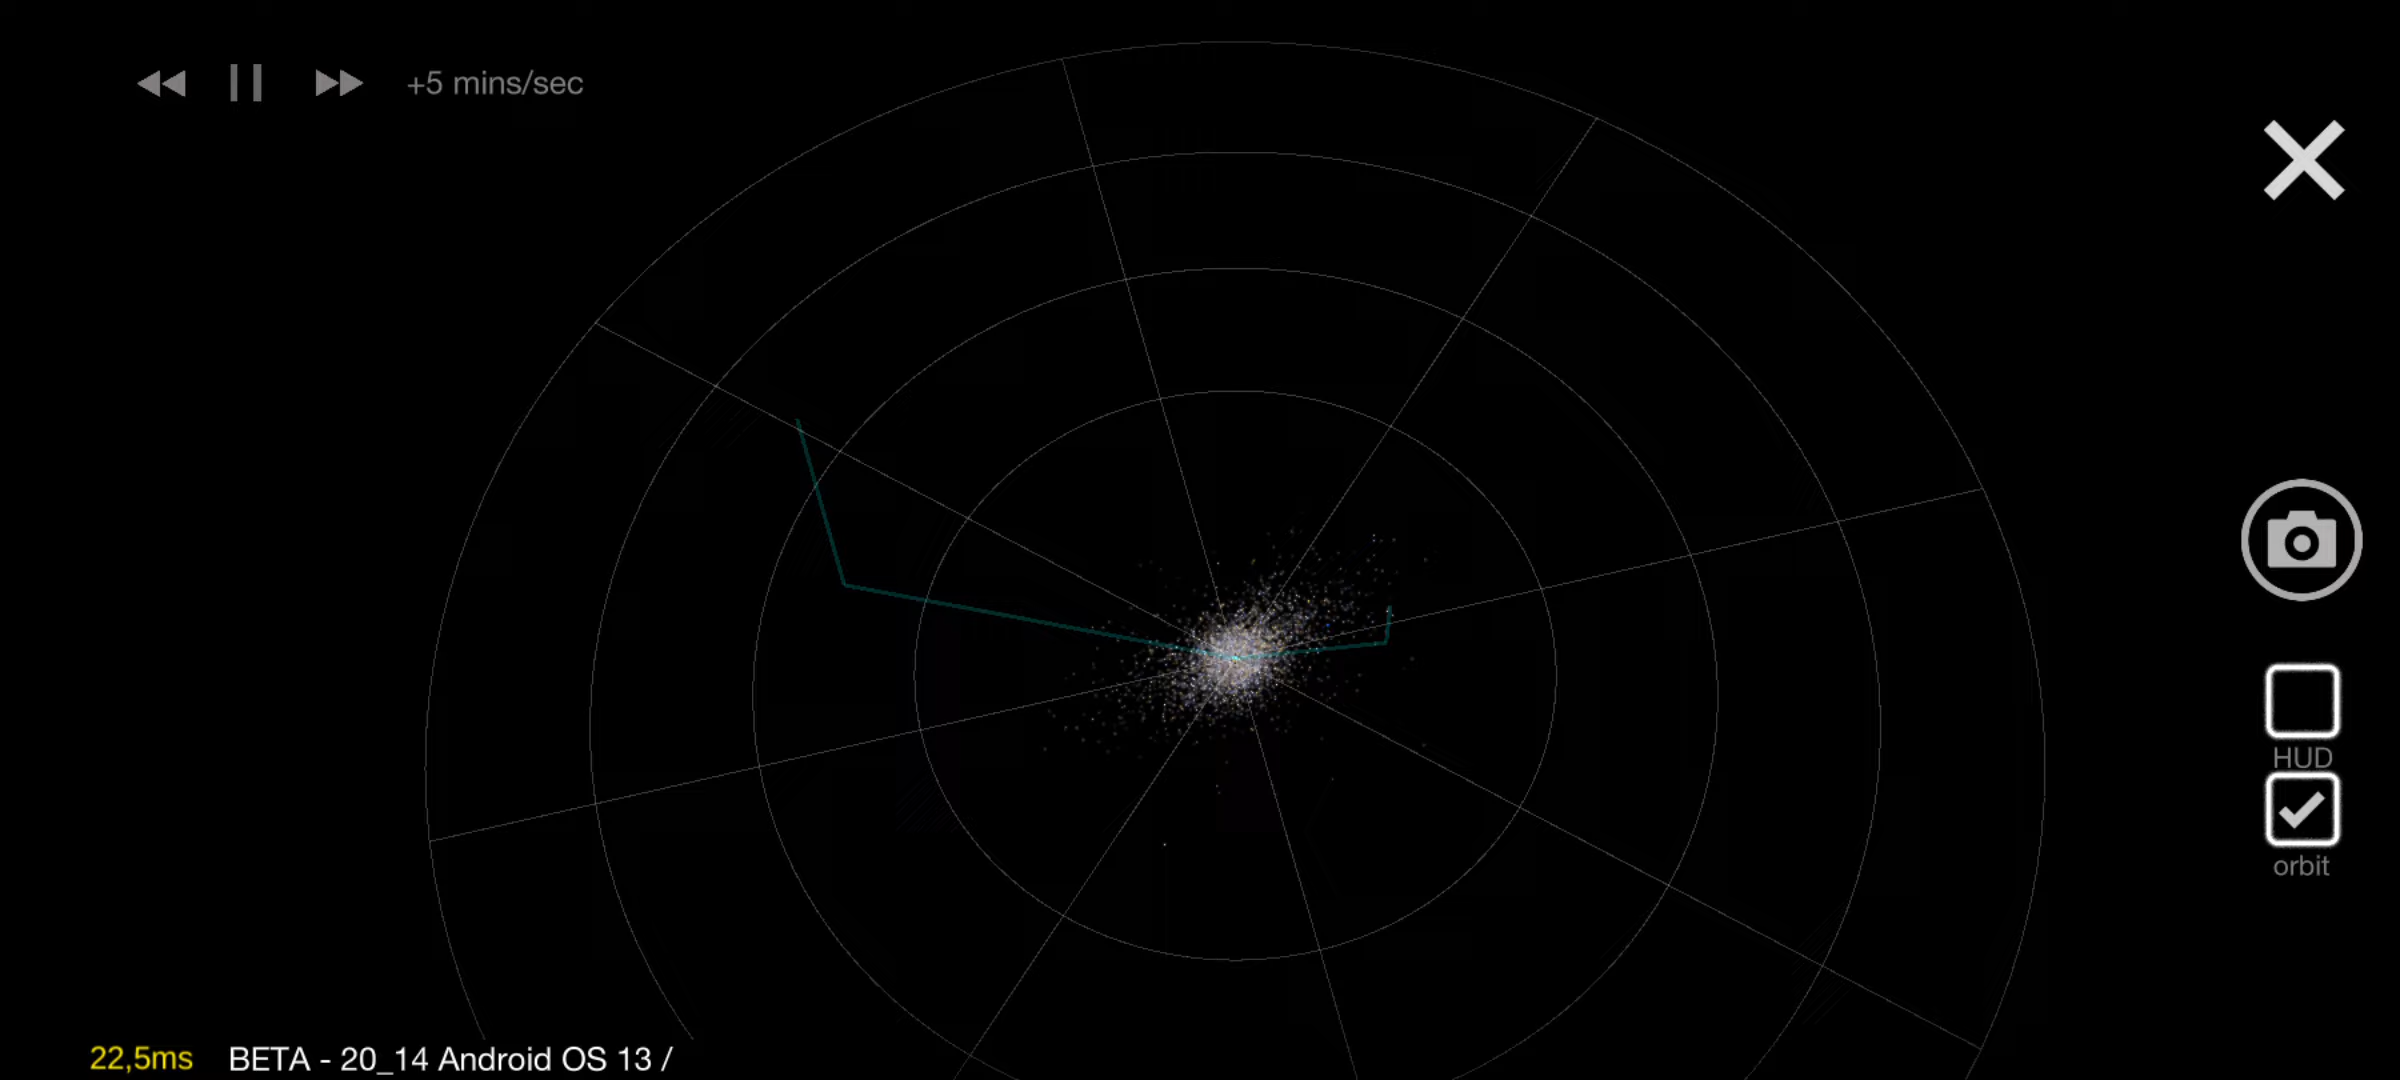 +5 mins/sec
HUD
orbit
22,5ms BETA - 20_14 Android OS 13 /